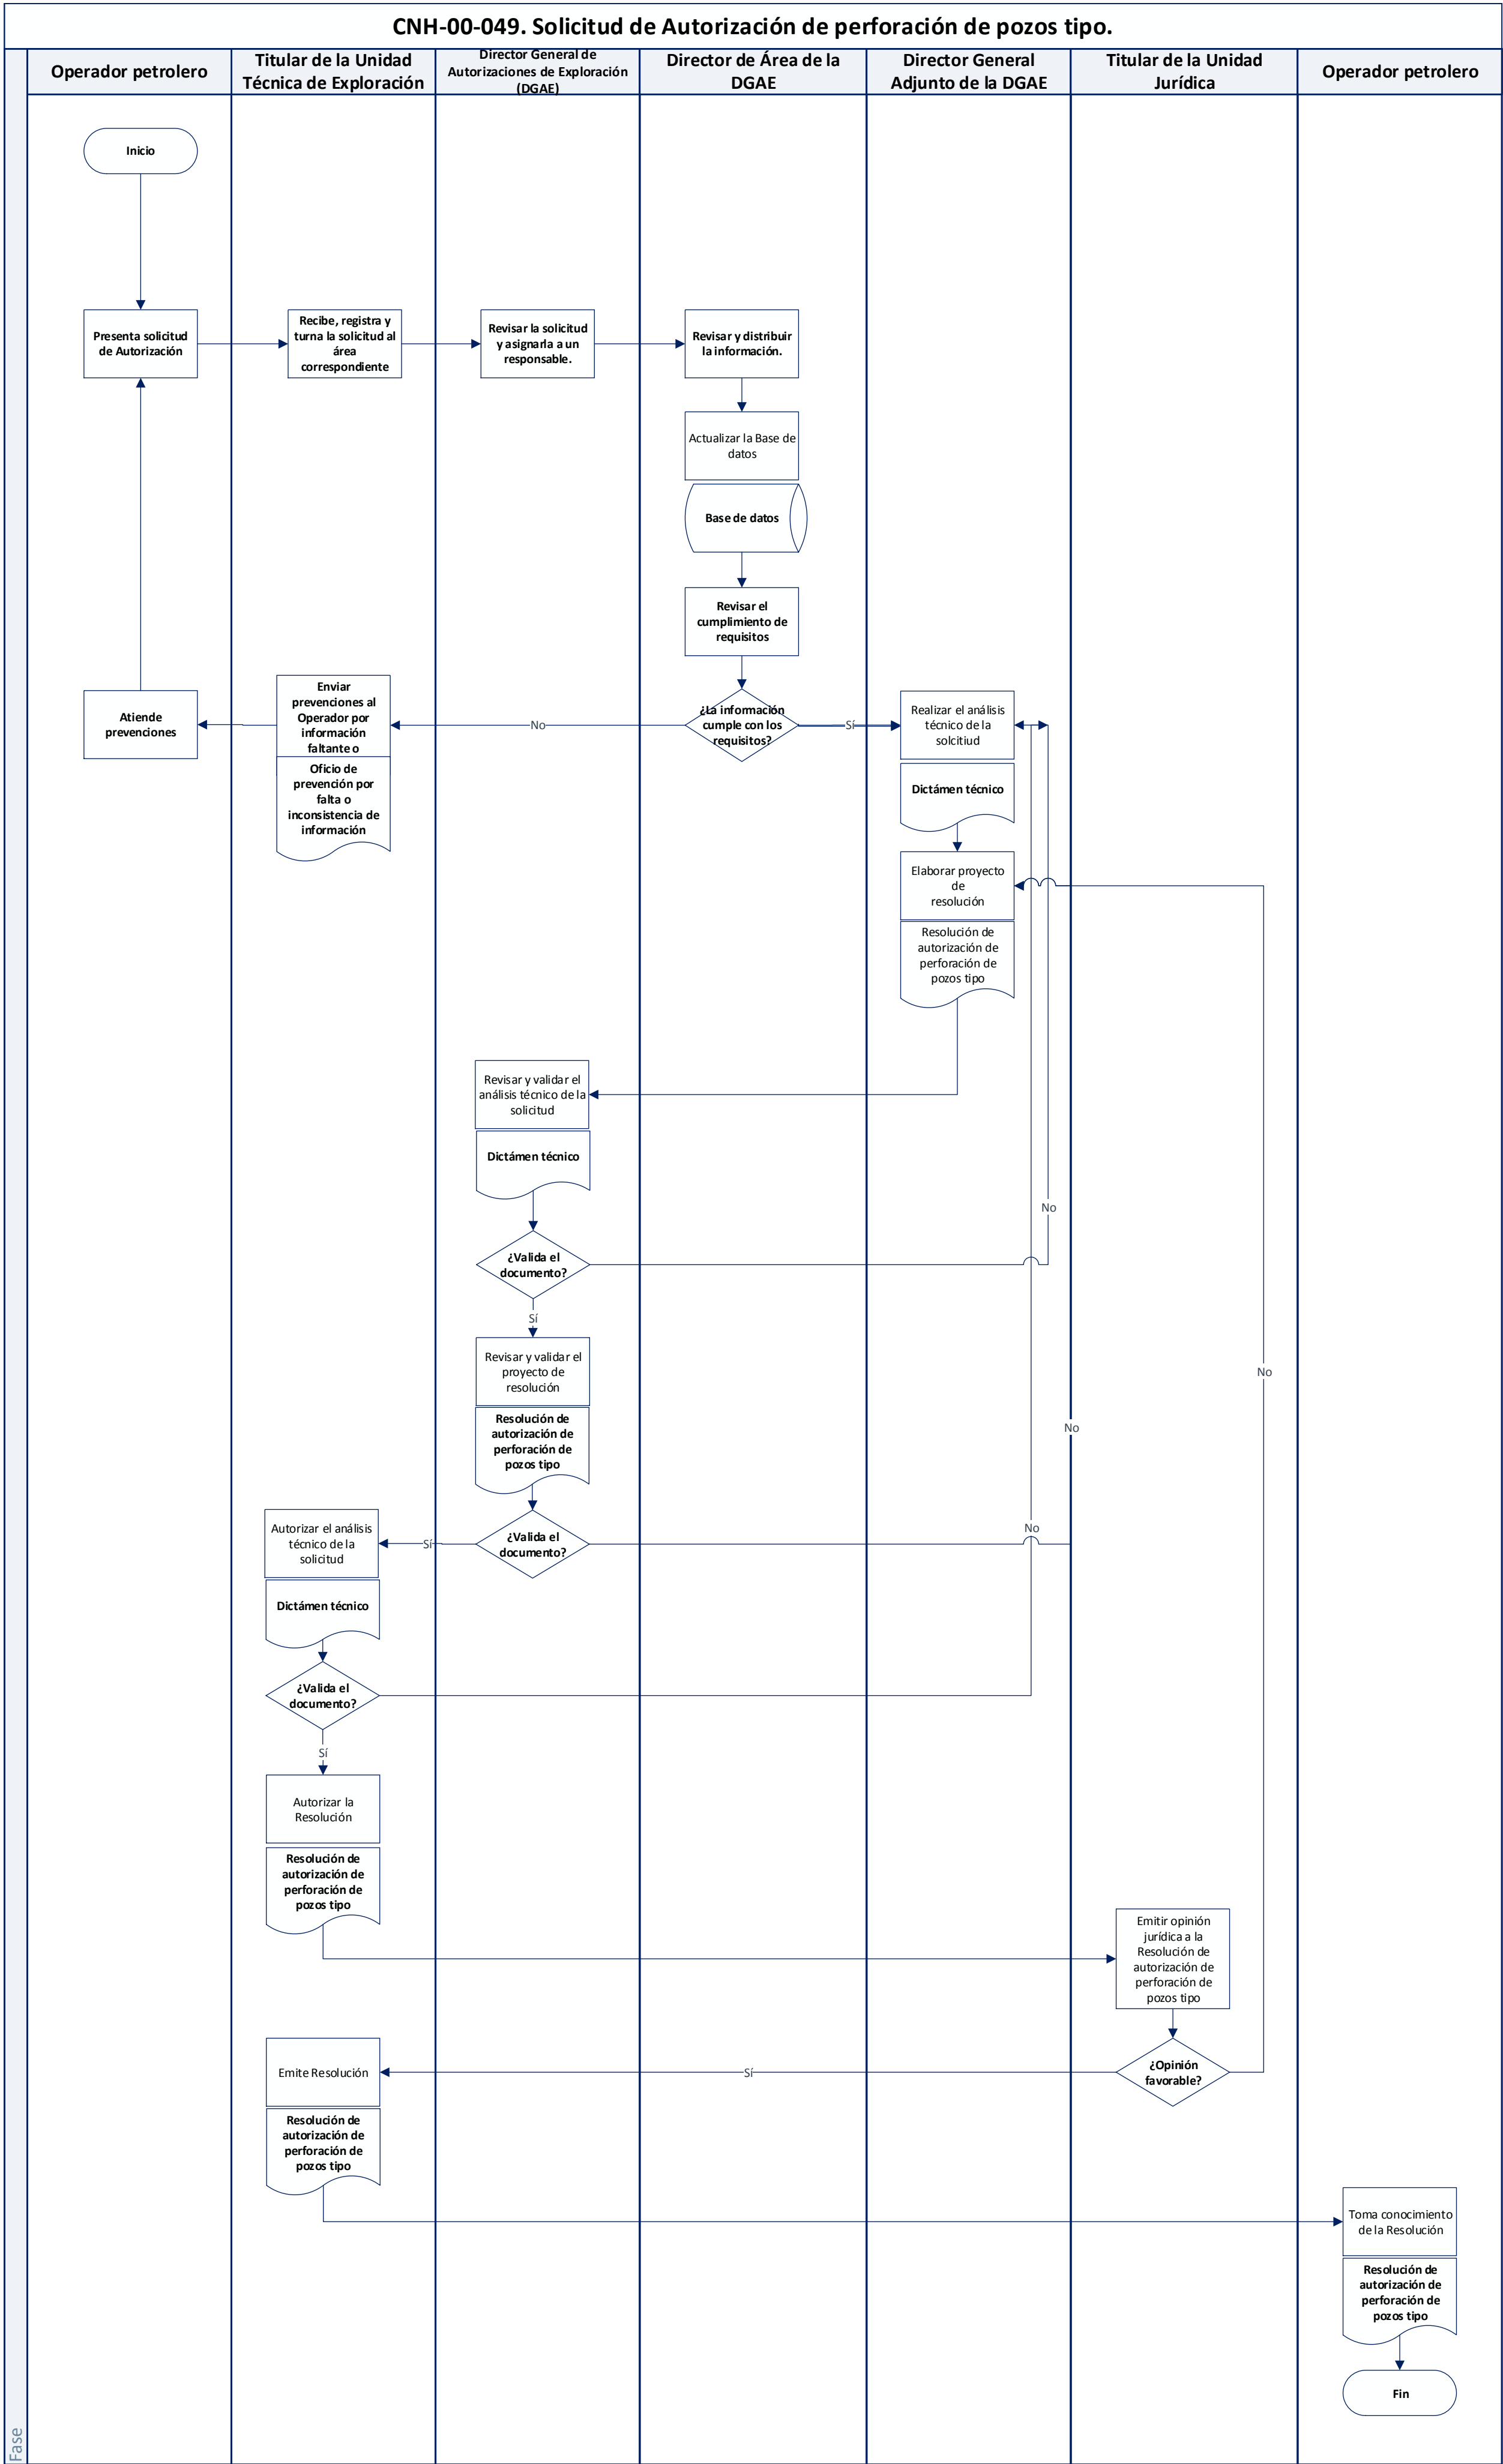 CNH-00-049. Solicitud de Autorización de perforación de pozos tipo.
Operador petrolero
Titular de la Unidad
Técnica de Exploración
Director General de
Autorizaciones de Exploración
(DGAE)
Director de Área de la
DGAE
Director General
Adjunto de la DGAE
Titular de la Unidad
Jurídica
Operador petrolero
Inicio
Presenta solicitud
de Autorización
Recibe, registra y
turna la solicitud al
área
correspondiente
Revisar la solicitud
y asignarla a un
responsable.
Revisar y distribuir
la información.
Actualizar la Base de
datos
Base de datos
Revisar el
cumplimiento de
requisitos
Atiende
prevenciones
Enviar
prevenciones al
Operador por
información
faltante o
Oficio de
prevención por
falta o
inconsistencia de
información
No
¿La información
cumple con los
requisitos?
Sí
Realizar el análisis
técnico de la
solcitiud
Dictámen técnico
Elaborar proyecto
de
resolución
Resolución de
autorización de
perforación de
pozos tipo
Revisar y validar el
análisis técnico de la
solicitud
Dictámen técnico
No
¿Valida el
documento?
Sí
Revisar y validar el
proyecto de
resolución
No
Resolución de
autorización de
perforación de
pozos tipo
No
Autorizar el análisis
técnico de la
solicitud
Sí
¿Valida el
documento?
No
Dictámen técnico
¿Valida el
documento?
Sí
Autorizar la
Resolución
Resolución de
autorización de
perforación de
pozos tipo
Emitir opinión
jurídica a la
Resolución de
autorización de
perforación de
pozos tipo
Emite Resolución
Sí
¿Opinión
favorable?
Resolución de
autorización de
perforación de
pozos tipo
Toma conocimiento
de la Resolución
Resolución de
autorización de
perforación de
pozos tipo
Fin
Fase